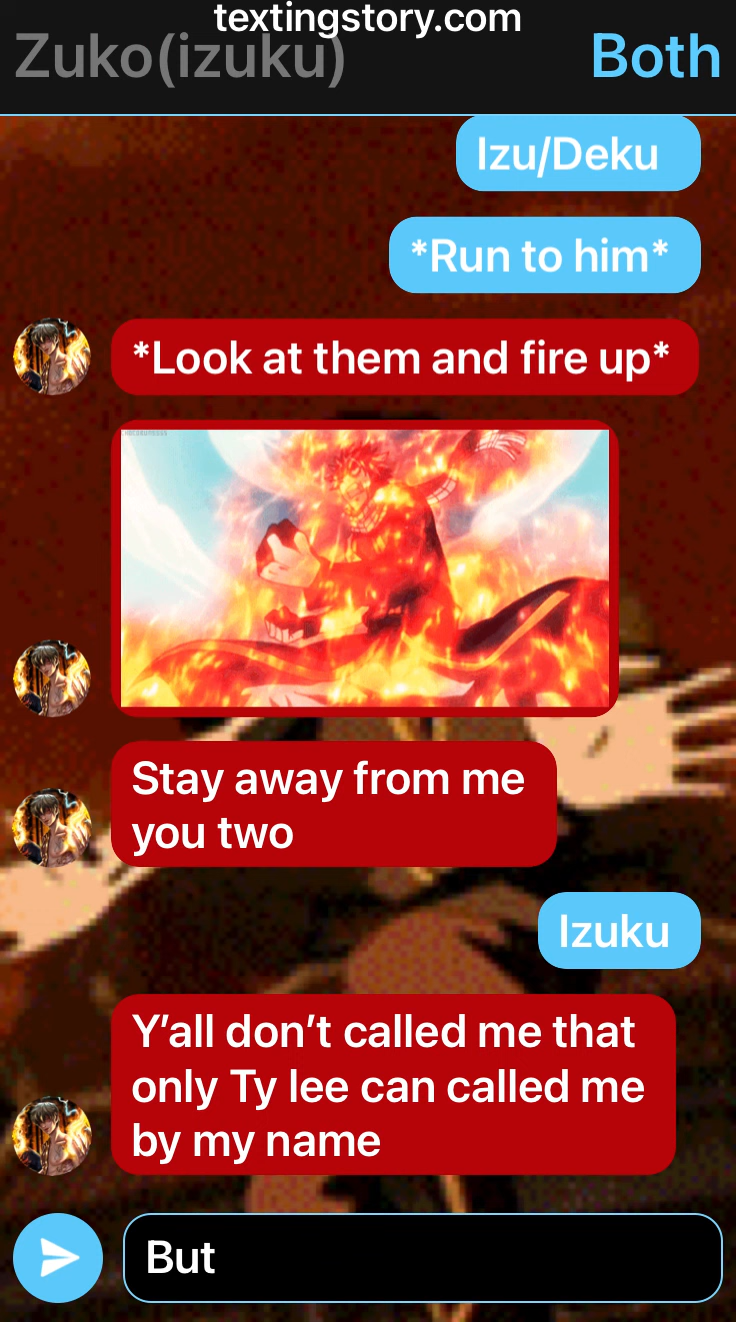 textingstory.com
Zuko(izuku)
Both
Izu/Deku
*Run to him*
*Look at them and fire up*
Stay away from me
you two
Izuku
Y’all don’t called me that
only Ty lee can called me
by my name
But